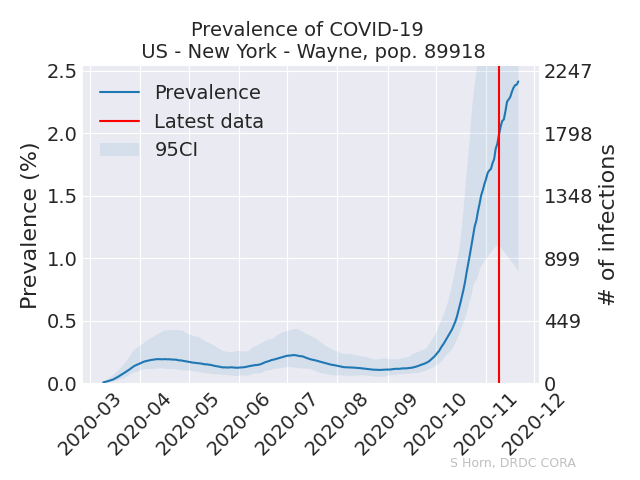 Prevalence of COVID-19
US - New York - Wayne, pop. 89918
Prevalence (%)
2.5
2.0
1.5
1.0
0.5
0.0
Prevalence
Latest data
95CI
2247
1798
1348
899
449
0
# of infections
2020-03
2020-04
2020-05
2020-06
2020-07
2020-08
2020-09
2020-10
2020-11
2020-12
S Horn, DRDC CORA